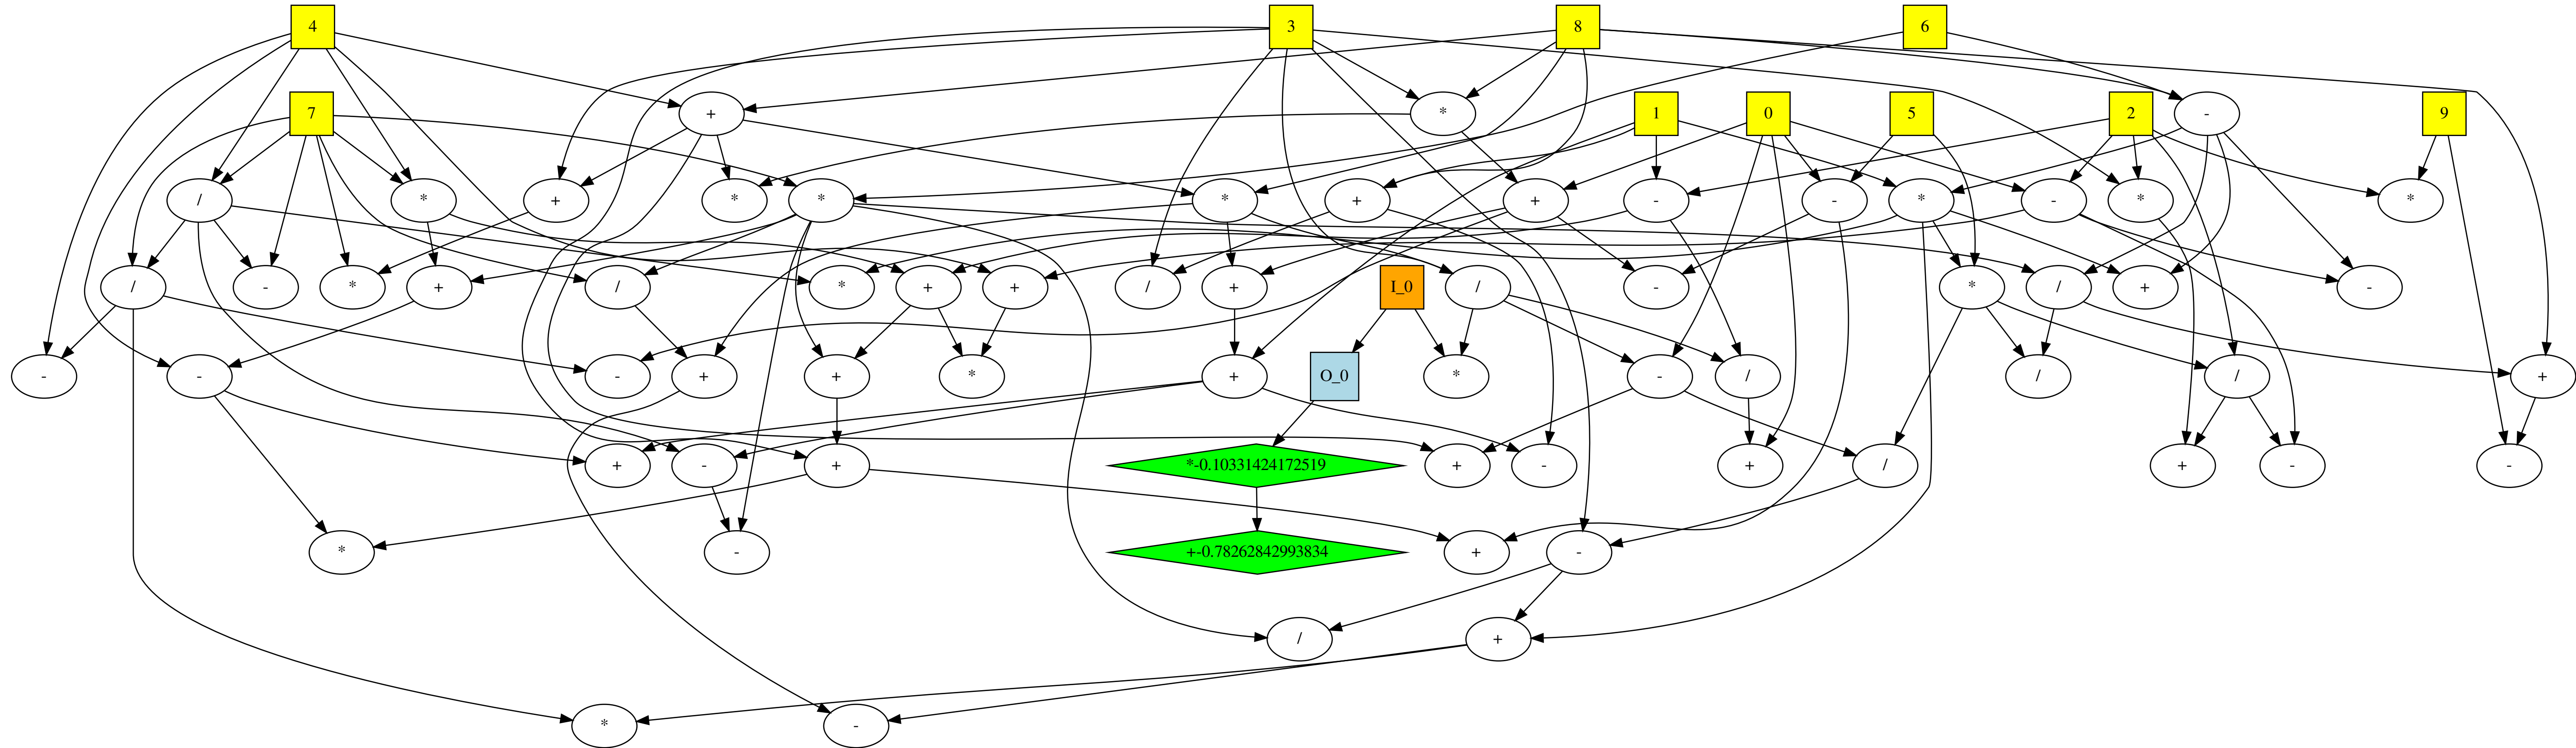 4 3 8 6
7 + * 1 0 5 2 - 9
/ * + * * * + + - - * - * *
/ - * + / * + + / + I_0 / - * / + -
- - - + + * + O_0 * - / / / +
+ - + *-0.10331424172519 + - + / + - -
* - +-0.78262842993834 + -
/ +
* -